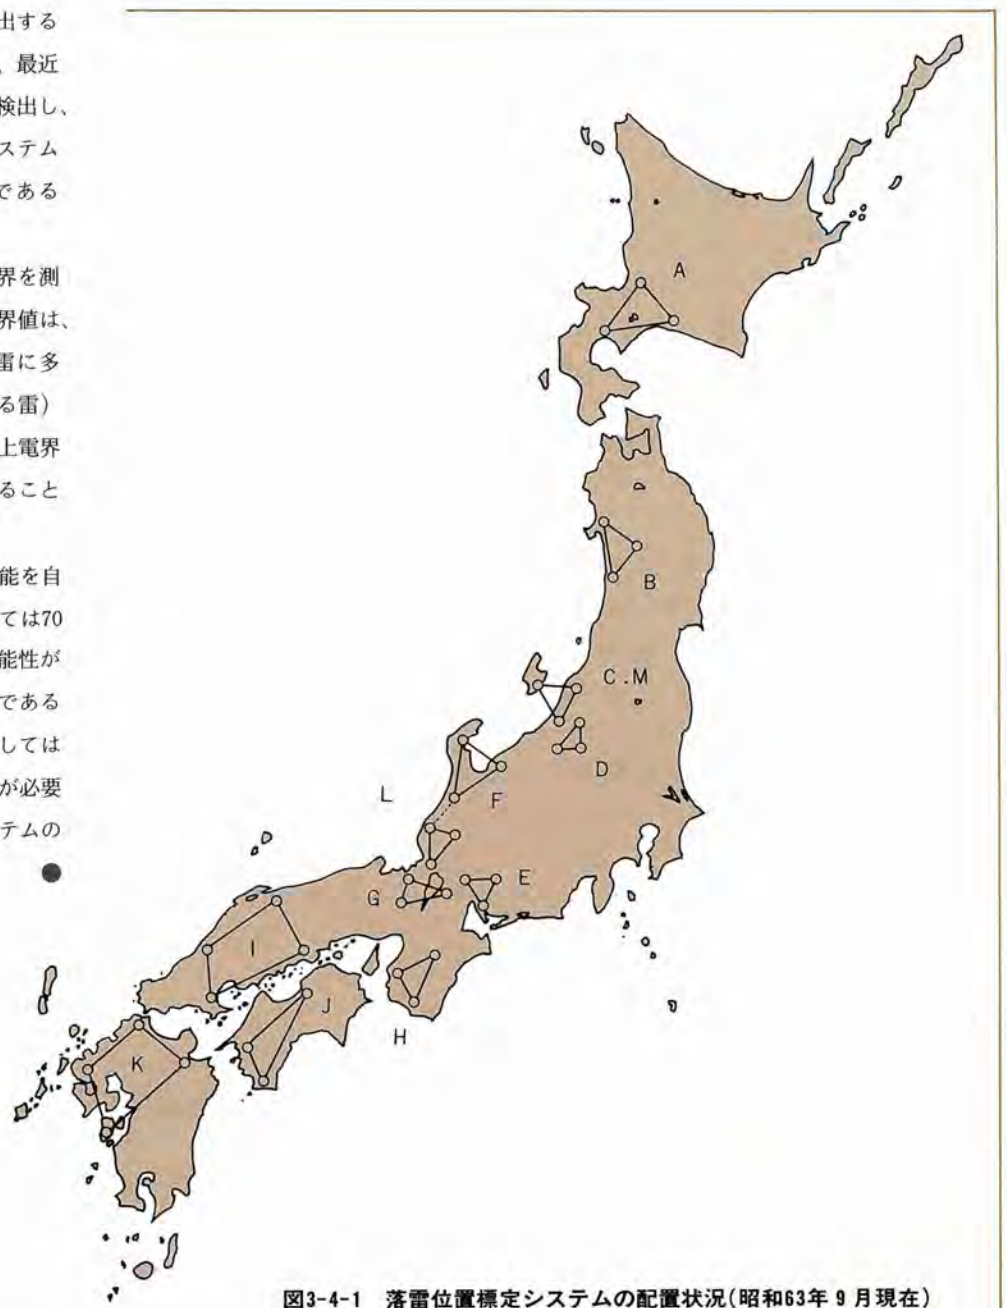 出する
、最近
検出し、
ステム
である
界を測
界値は、
雷に多
る雷）
上電界
ること
能を自
ては70
能性が
である
しては
が必要
テムの
A
B
C.M
D
L
F
E
G
I
J
H
K
図3-4-1 落雷位置標定システムの配置状況(昭和63年9月現在)